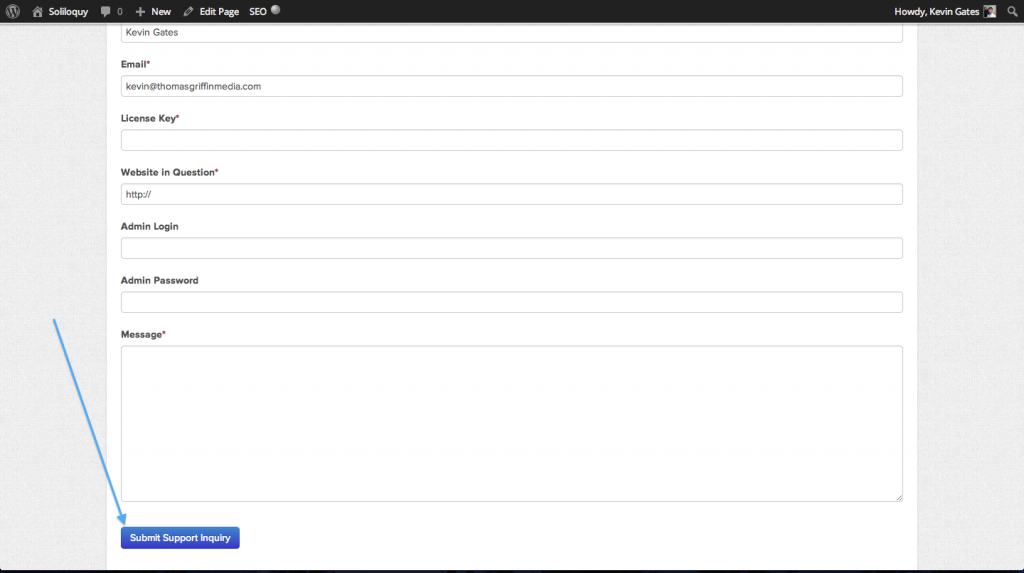 Soliloquy 0 New Edit Page SEO Howdy, Kevin Gates
Kevin Gates
Email*
kevin@thomasgriffinmedia.com
License Key*
Website in Question*
http://
Admin Login
Admin Password
Message*
Submit Support Inquiry